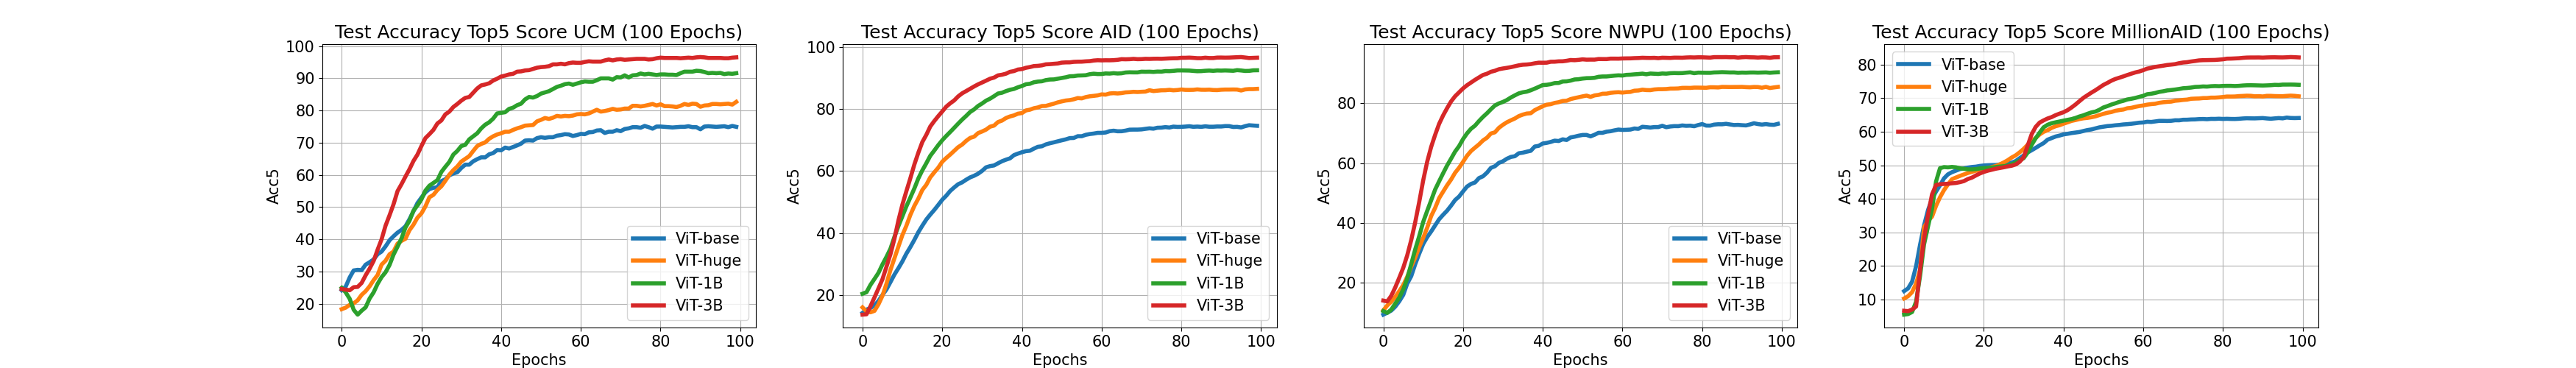 Test Accuracy Top5 Score UCM (100 Epochs)
100
90
80
70
60
50
40
30
20
Acc5
0 20 40 60 80 100
Epochs
ViT-base
ViT-huge
ViT-1B
ViT-3B
Test Accuracy Top5 Score AID (100 Epochs)
100
80
60
40
20
Acc5
0 20 40 60 80 100
Epochs
ViT-base
ViT-huge
ViT-1B
ViT-3B
Test Accuracy Top5 Score NWPU (100 Epochs)
80
60
40
20
Acc5
0 20 40 60 80 100
Epochs
ViT-base
ViT-huge
ViT-1B
ViT-3B
Test Accuracy Top5 Score MillionAID (100 Epochs)
80
70
60
50
40
30
20
10
Acc5
0 20 40 60 80 100
Epochs
ViT-base
ViT-huge
ViT-1B
ViT-3B